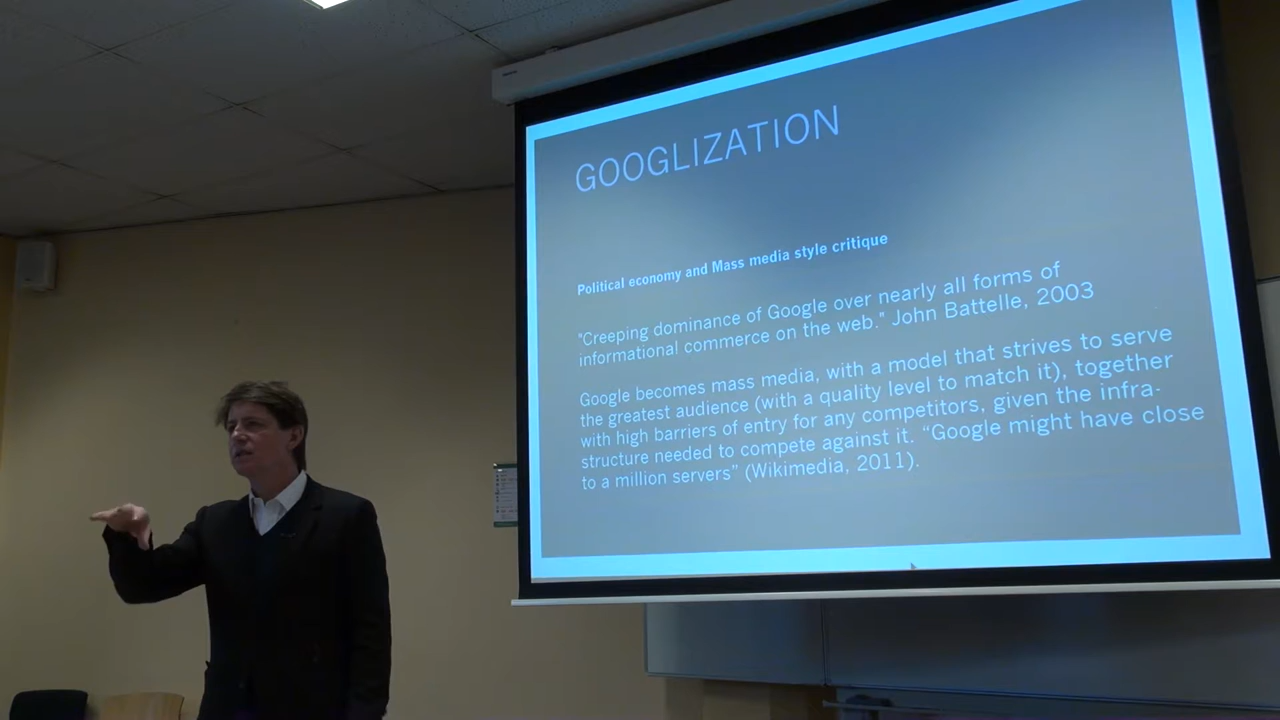 GOOGLIZATION
Political economy and Mass media style critique
"Creeping dominance of Google over nearly all forms of
informational commerce on the web." John Battelle, 2003
Google becomes mass media, with a model that strives to serve
the greatest audience (with a quality level to match it), together
with high barriers of entry for any competitors, given the infra-
structure needed to compete against it. “Google might have close
to a million servers” (Wikimedia, 2011).